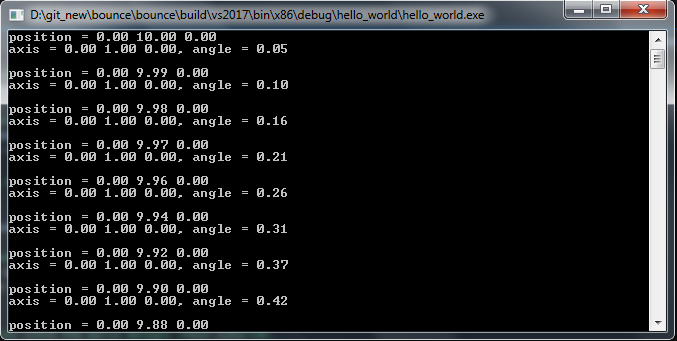 D:\git_new\bounce\bounce\build\vs2017\bin\x86\debug\hello_world\hello_world.exe
position = 0.00 10.00 0.00
axis = 0.00 1.00 0.00, angle = 0.05
position = 0.00 9.99 0.00
axis = 0.00 1.00 0.00, angle = 0.10
position = 0.00 9.98 0.00
axis = 0.00 1.00 0.00, angle = 0.16
position = 0.00 9.97 0.00
axis = 0.00 1.00 0.00, angle = 0.21
position = 0.00 9.96 0.00
axis = 0.00 1.00 0.00, angle = 0.26
position = 0.00 9.94 0.00
axis = 0.00 1.00 0.00, angle = 0.31
position = 0.00 9.92 0.00
axis = 0.00 1.00 0.00, angle = 0.37
position = 0.00 9.90 0.00
axis = 0.00 1.00 0.00, angle = 0.42
position = 0.00 9.88 0.00